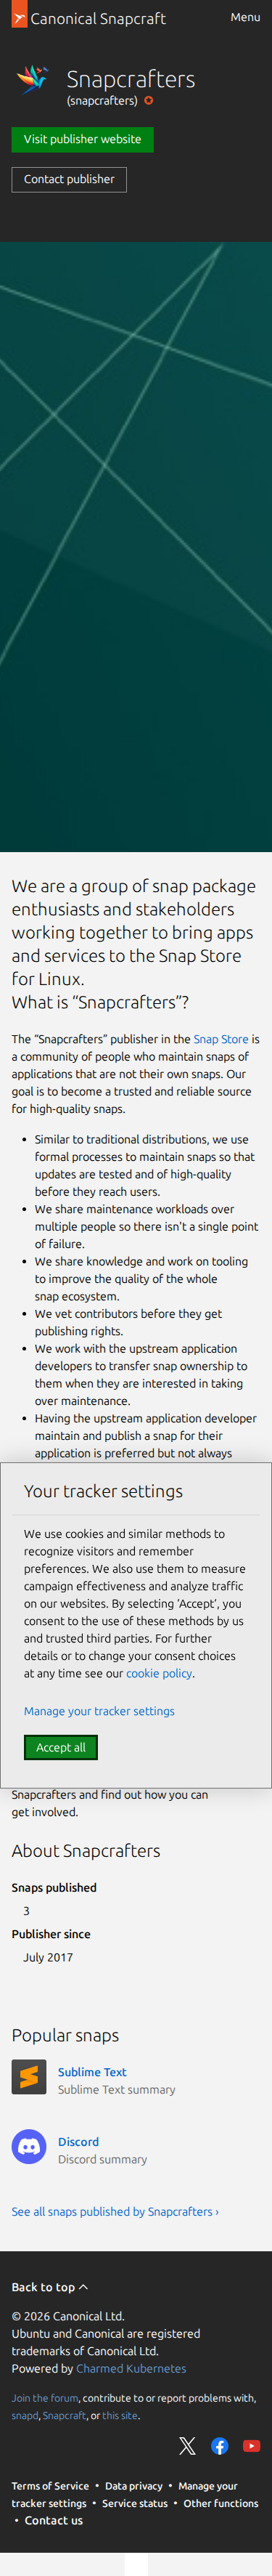 Canonical Snapcraft
Menu
Snapcrafters
(snapcrafters)
Visit publisher website
Contact publisher
We are a group of snap package
enthusiasts and stakeholders
working together to bring apps
and services to the Snap Store
for Linux.
What is “Snapcrafters”?
The “Snapcrafters” publisher in the Snap Store is
a community of people who maintain snaps of
applications that are not their own snaps. Our
goal is to become a trusted and reliable source
for high-quality snaps.
• Similar to traditional distributions, we use
formal processes to maintain snaps so that
updates are tested and of high-quality
before they reach users.
• We share maintenance workloads over
multiple people so there isn't a single point
of failure.
• We share knowledge and work on tooling
to improve the quality of the whole
snap ecosystem.
• We vet contributors before they get
publishing rights.
• We work with the upstream application
developers to transfer snap ownership to
them when they are interested in taking
over maintenance.
• Having the upstream application developer
maintain and publish a snap for their
application is preferred but not always
Your tracker settings
We use cookies and similar methods to
recognize visitors and remember
preferences. We also use them to measure
campaign effectiveness and analyze traffic
on our websites. By selecting ‘Accept’, you
consent to the use of these methods by us
and trusted third parties. For further
details or to change your consent choices
at any time see our cookie policy.
Manage your tracker settings
Accept all
Snapcrafters and find out how you can
get involved.
About Snapcrafters
Snaps published
3
Publisher since
July 2017
Popular snaps
Sublime Text
Sublime Text summary
Discord
Discord summary
See all snaps published by Snapcrafters ›
Back to top
© 2026 Canonical Ltd.
Ubuntu and Canonical are registered
trademarks of Canonical Ltd.
Powered by Charmed Kubernetes
Join the forum, contribute to or report problems with,
snapd, Snapcraft, or this site.
Terms of Service • Data privacy • Manage your
tracker settings • Service status • Other functions
• Contact us